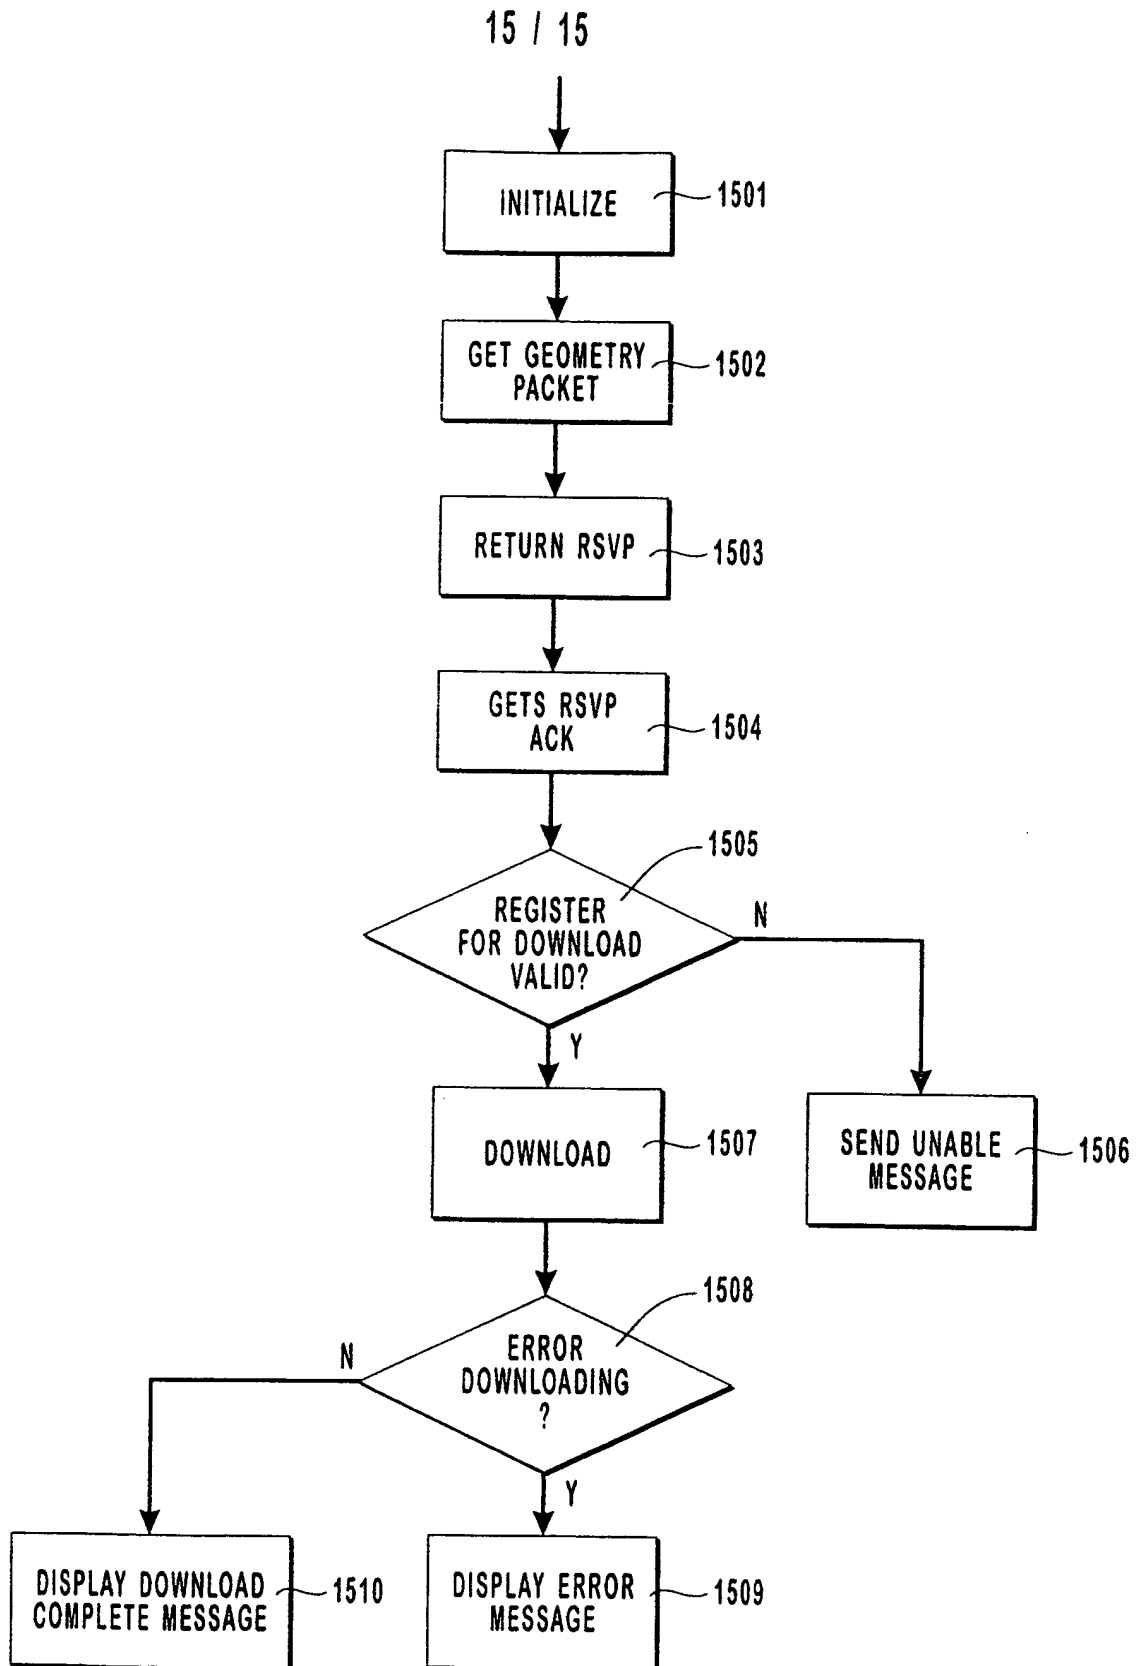 15 / 15
INITIALIZE
1501
GET GEOMETRY
PACKET
1502
RETURN RSVP
1503
GETS RSVP
ACK
1504
1505
REGISTER
FOR DOWNLOAD
VALID?
N
Y
DOWNLOAD
1507
SEND UNABLE
MESSAGE
1506
1508
ERROR
DOWNLOADING
?
N
Y
DISPLAY DOWNLOAD
COMPLETE MESSAGE
1510
DISPLAY ERROR
MESSAGE
1509